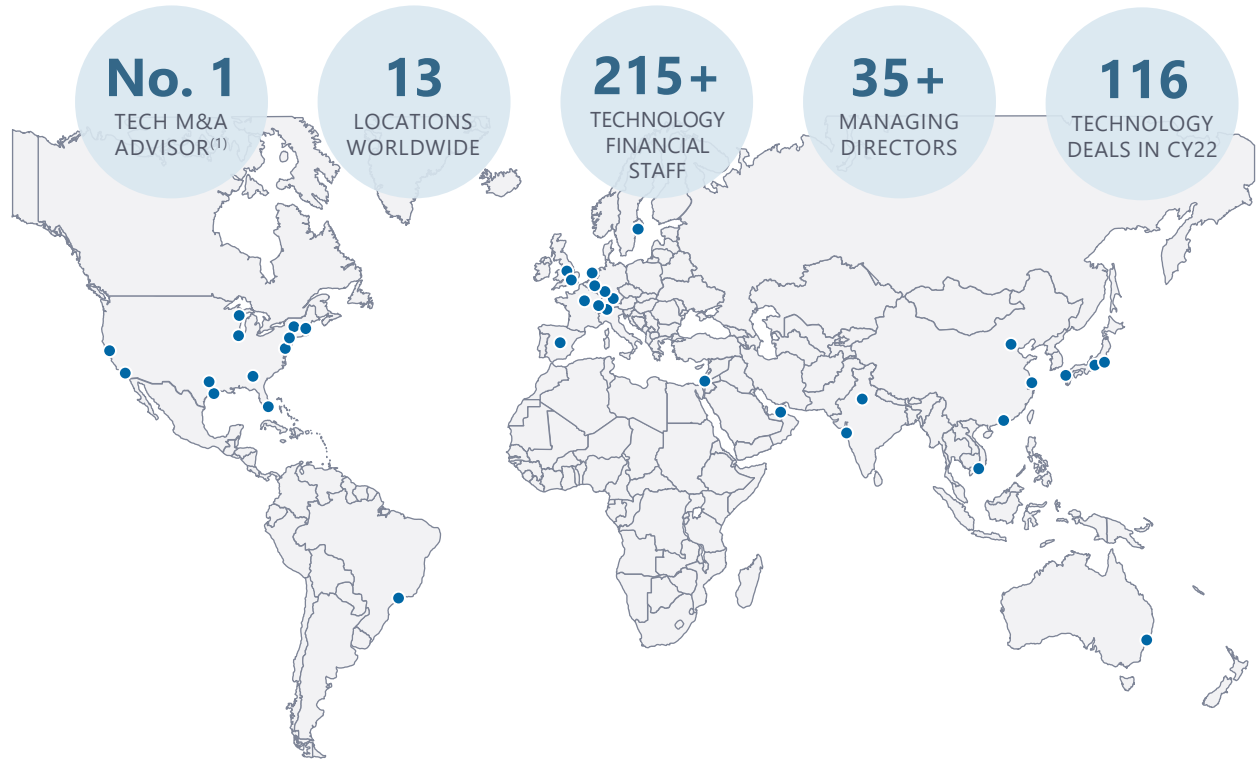 No. 1
TECH M&A
ADVISOR(1)
13
LOCATIONS
WORLDWIDE
215+
TECHNOLOGY
FINANCIAL
STAFF
35+
MANAGING
DIRECTORS
116
TECHNOLOGY
DEALS IN CY22